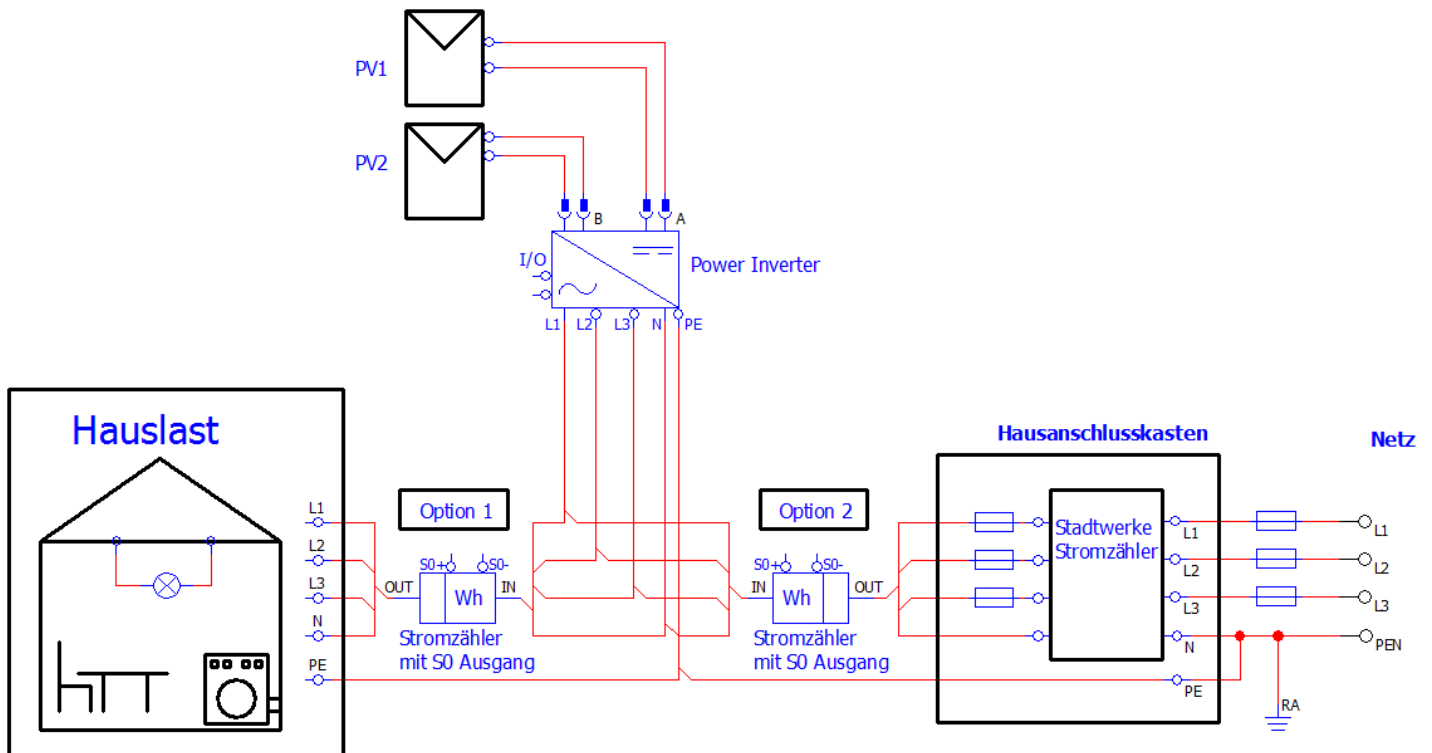 PV1
PV2
B
A
I/O
Power Inverter
L1
L2
L3
N
PE
Hauslast
L1
L2
L3
N
PE
Option 1
S0+
S0-
OUT
Wh
IN
Stromzähler
mit S0 Ausgang
Option 2
S0+
S0-
IN
Wh
OUT
Stromzähler
mit S0 Ausgang
Hausanschlusskasten
Stadtwerke
Stromzähler
L1
L2
L3
N
PE
Netz
L1
L2
L3
PEN
RA